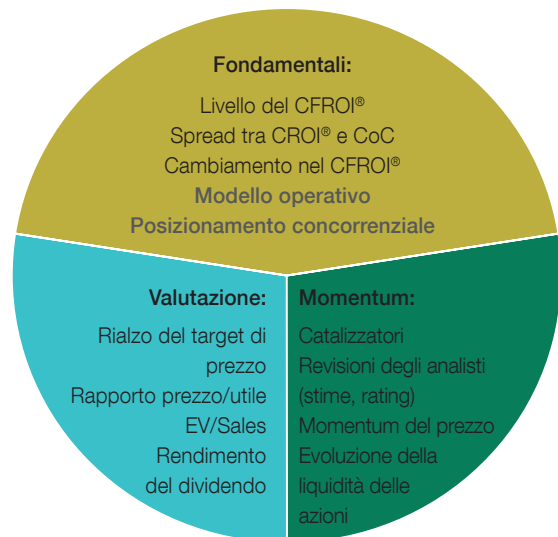 Fondamentali:
Livello del CFROI®
Spread tra CROI® e CoC
Cambiamento nel CFROI®
Modello operativo
Posizionamento concorrenziale
Valutazione:
Rialzo del target di
prezzo
Rapporto prezzo/utile
EV/Sales
Rendimento
del dividendo
Momentum:
Catalizzatori
Revisioni degli analisti
(stime, rating)
Momentum del prezzo
Evoluzione della
liquidità delle
azioni